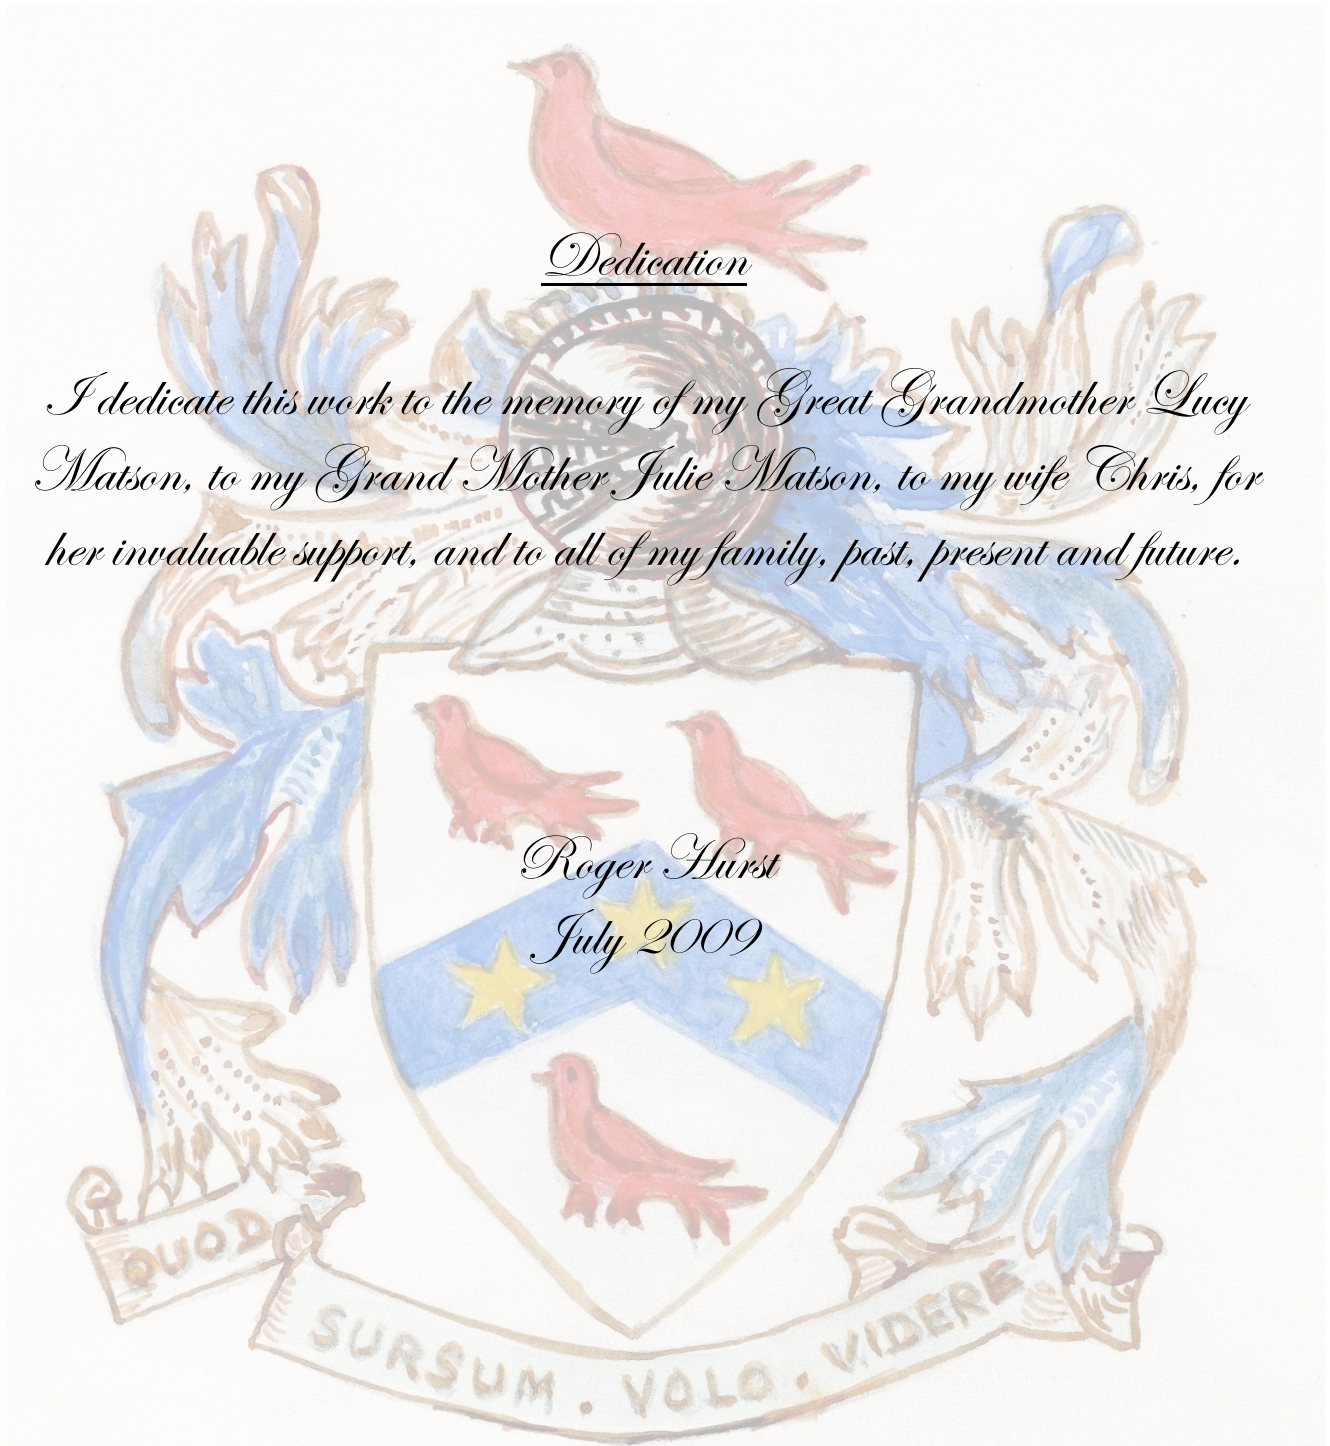 Dedication
I dedicate this work to the memory of my Great Grandmother Lucy
Matson, to my Grand Mother Julie Matson, to my wife Chris, for
her invaluable support, and to all of my family, past, present and future.
Roger Hurst
July 2009
QUOD
SURSUM . VOLO . VIDERE